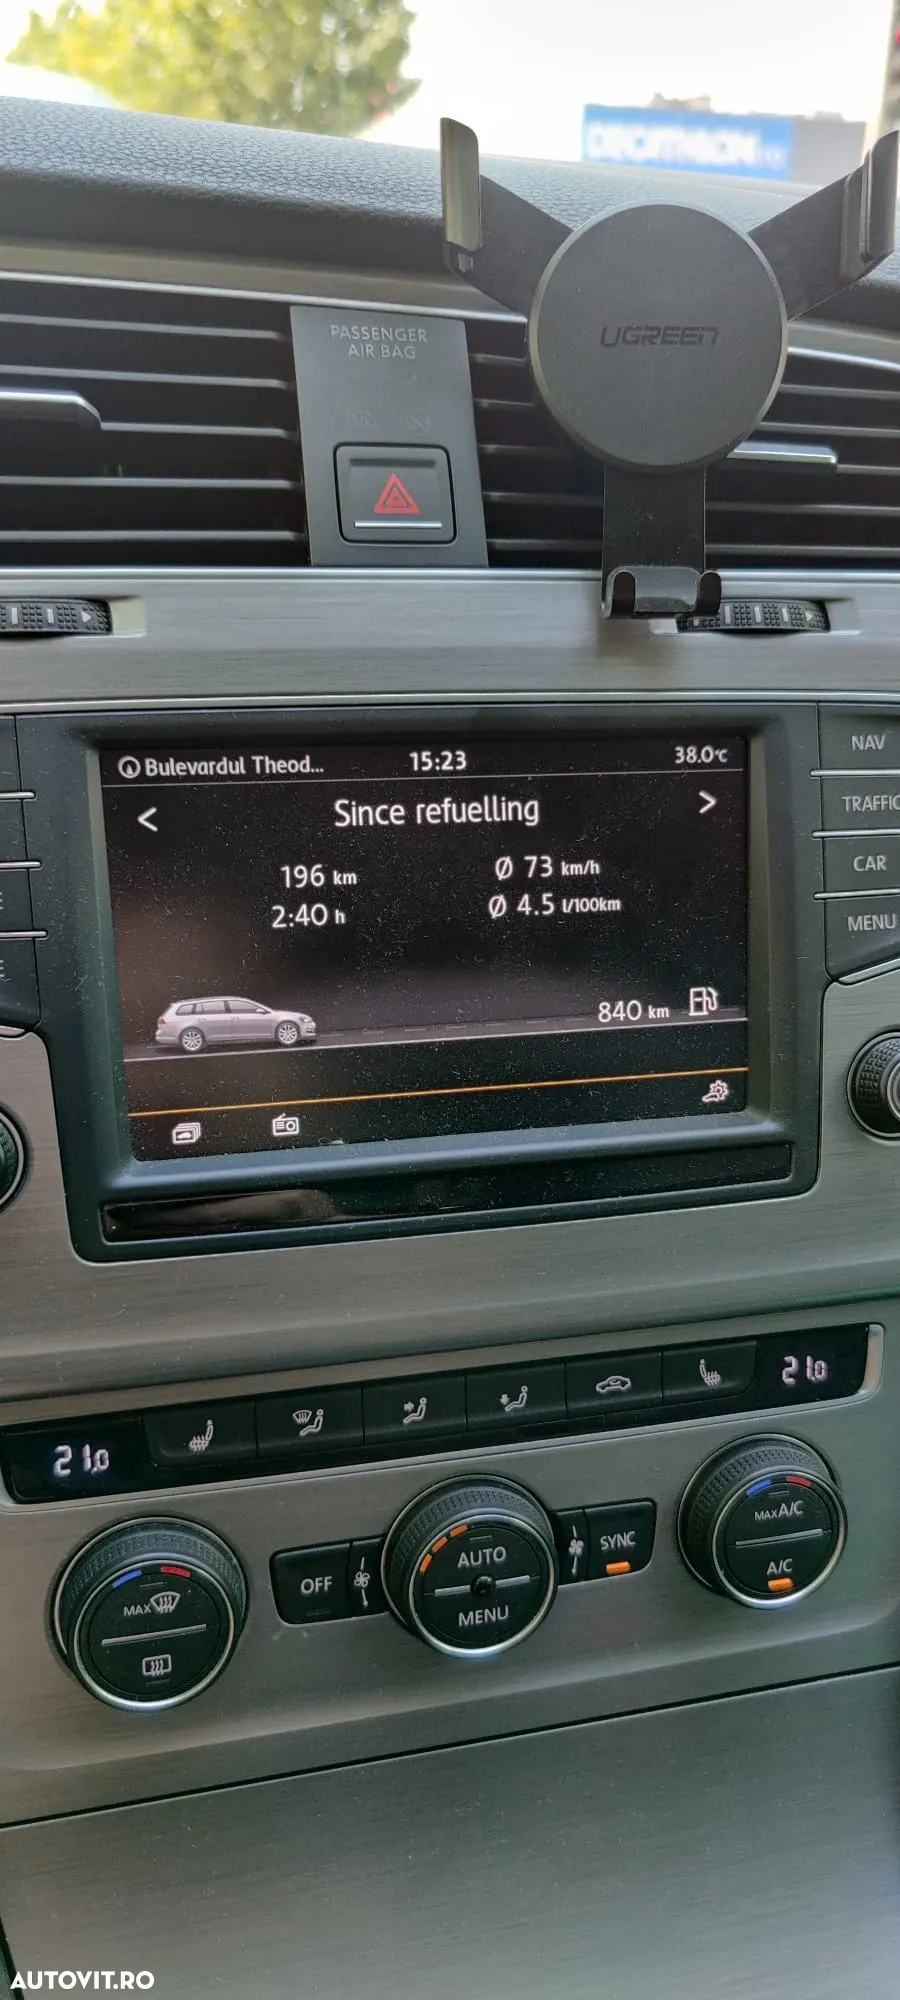 DECATHLON
PASSENGER
AIR BAG
UGREEN
Bulevardul Theod...
15:23
38.0°C
NAV
TRAFFIC
CAR
MENU
< Since refuelling >
196 km
Ø 73 km/h
2:40 h
Ø 4.5 l/100km
840 km
21.0
21.0
MAX
OFF
AUTO
MENU
SYNC
MAX A/C
A/C
AUTOVIT.RO